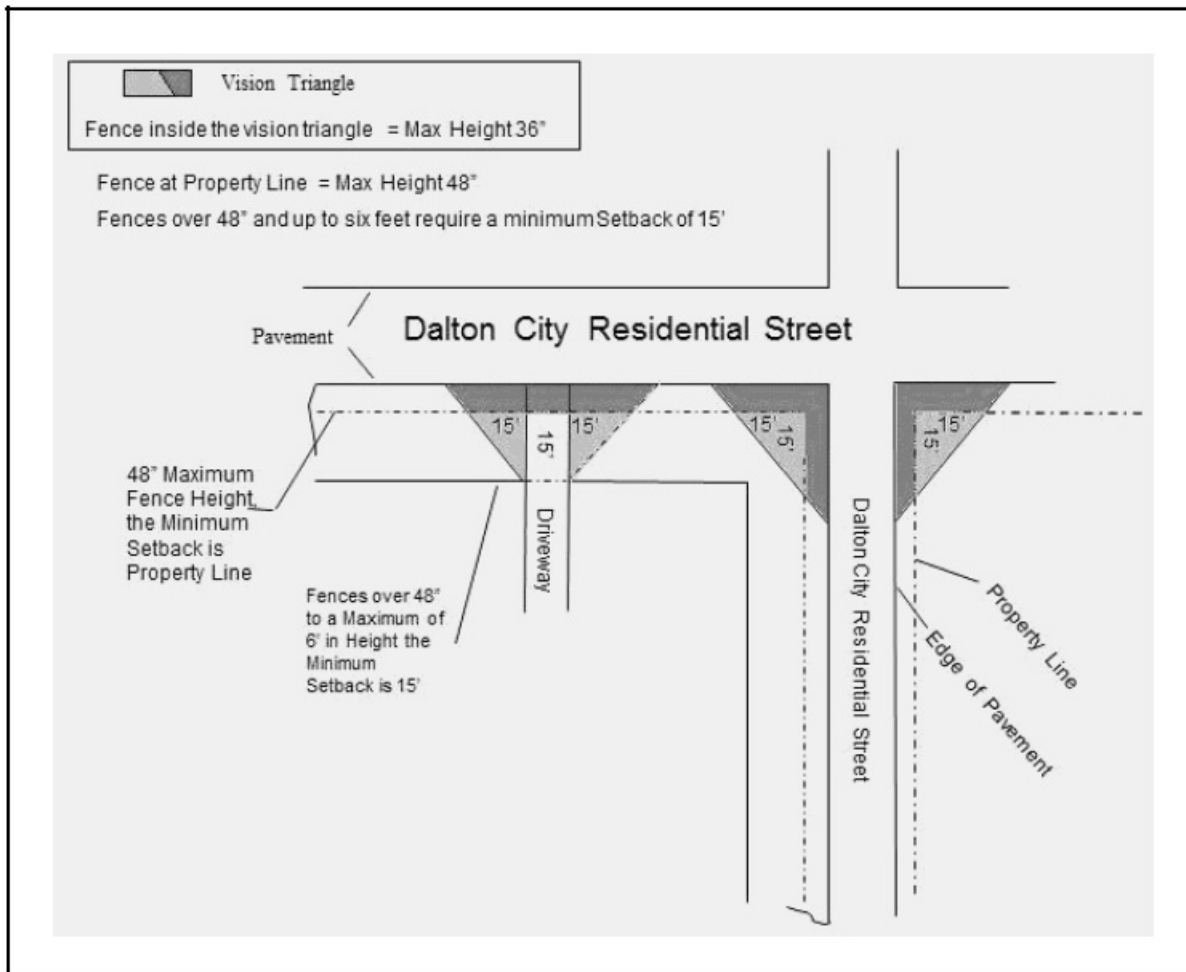 Vision Triangle
Fence inside the vision triangle = Max Height 36"
Fence at Property Line = Max Height 48"
Fences over 48" and up to six feet require a minimum Setback of 15'
Pavement
Dalton City Residential Street
15'
15'
15'
15'
15'
15'
15'
48" Maximum
Fence Height,
the Minimum
Setback is
Property Line
Driveway
Fences over 48"
to a Maximum of
6' in Height the
Minimum
Setback is 15'
Dalton City Residential Street
Property Line
Edge of Pavement